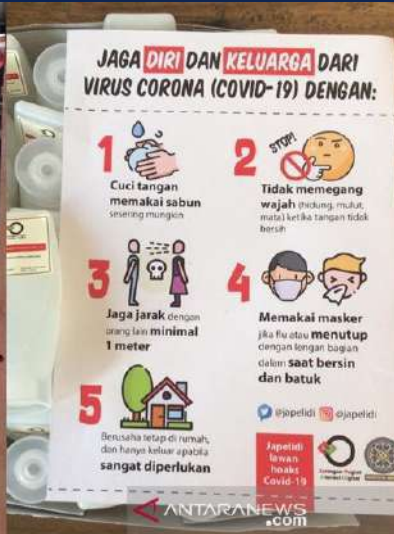 JAGA DIRI DAN KELUARGA DARI
VIRUS CORONA (COVID-19) DENGAN:
1
Cuci tangan
memakai sabun
sesering mungkin
2
STOP!
Tidak memegang
wajah (hidung, mulut,
mata) ketika tangan tidak
bersih
3
Jaga jarak dengan
orang lain minimal
1 meter
4
Memakai masker
jika flu atau menutup
dengan lengan bagian
dalam saat bersin
dan batuk
5
Berusaha tetap di rumah,
dan hanya keluar apabila
sangat diperlukan
@japelidi @japelidi
Japelidi
lawan
hoaks
Covid-19
ANTARANEWS
.com